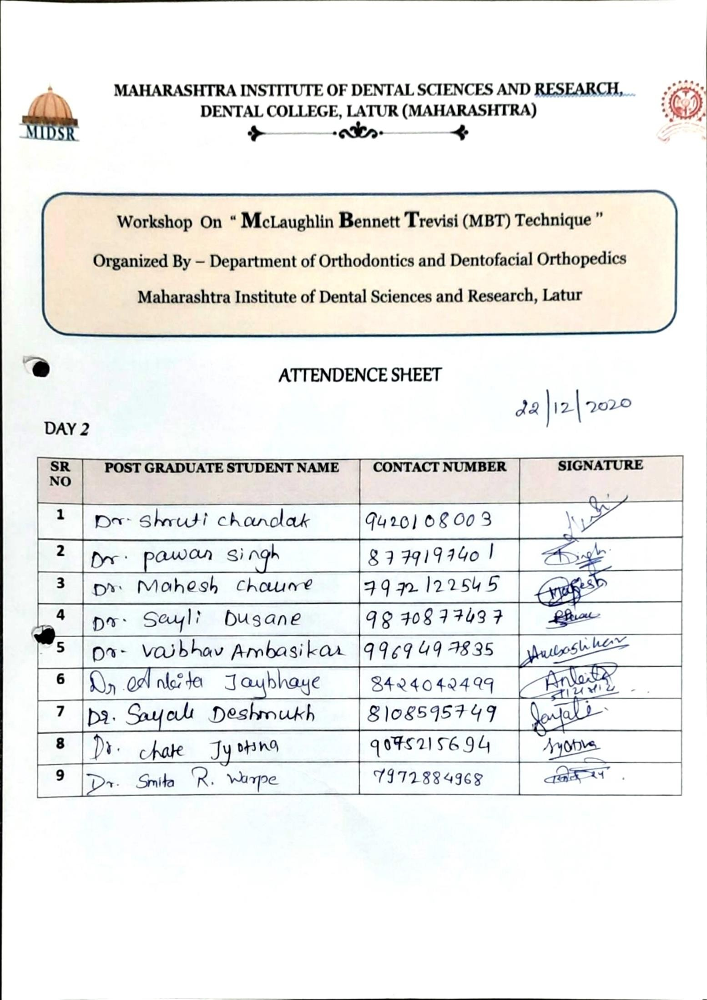 MAHARASHTRA INSTITUTE OF DENTAL SCIENCES AND RESEARCH,
DENTAL COLLEGE, LATUR (MAHARASHTRA)
MIDSR
Workshop On “ McLaughlin Bennett Trevisi (MBT) Technique ”
Organized By – Department of Orthodontics and Dentofacial Orthopedics
Maharashtra Institute of Dental Sciences and Research, Latur
ATTENDENCE SHEET
22/12/2020
DAY 2
SR NO POST GRADUATE STUDENT NAME CONTACT NUMBER SIGNATURE
1 Dr. Shruti Chandak 9420108003
2 Dr. Pawan Singh 8779197401 Singh
3 Dr. Mahesh Chaure 7972122545 Mahesh
4 Dr. Sayli Dusane 9870877437
5 Dr. Vaibhav Ambasikar 9969497835 Ambasikar
6 Dr. Ankita Jaybhaye 8424042499 Ankita
7 Dr. Sayali Deshmukh 8108595749 Sayali
8 Dr. Chate Jyotsna 9075215694 Jyotsna
9 Dr. Smita R. Warpe 7972884968